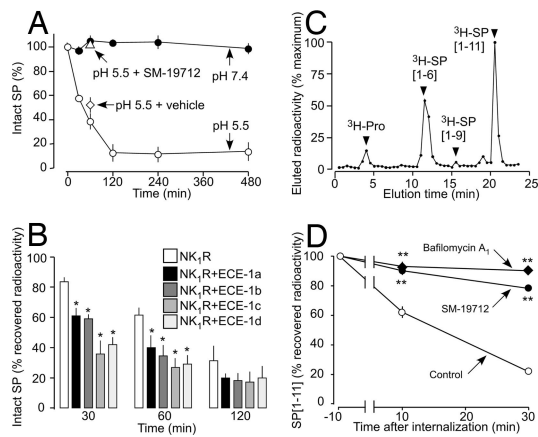 A
Intact SP (%)
100
80
60
40
20
0
pH 5.5 + SM-19712
pH 7.4
pH 5.5 + vehicle
pH 5.5
0 120 240 360 480
Time (min)
C
Eluted radioactivity (% maximum)
100
75
50
25
0
³H-SP
[1-11]
³H-SP
[1-6]
³H-SP
[1-9]
³H-Pro
0 5 10 15 20 25
Elution time (min)
B
Intact SP (% recovered radioactivity)
100
80
60
40
20
0
NK₁R
NK₁R+ECE-1a
NK₁R+ECE-1b
NK₁R+ECE-1c
NK₁R+ECE-1d
* * * *
* * * *
30 60 120
Time (min)
D
SP[1-11] (% recovered radioactivity)
100
80
60
40
20
0
Bafilomycin A₁
** **
** **
SM-19712
Control
-10 0 10 20 30
Time after internalization (min)